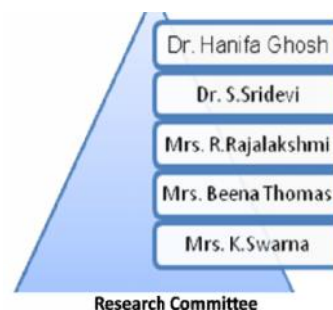 Dr. Hanifa Ghosh
Dr. S.Sridevi
Mrs. R.Rajalakshmi
Mrs. Beena Thomas
Mrs. K.Swarna
Research Committee